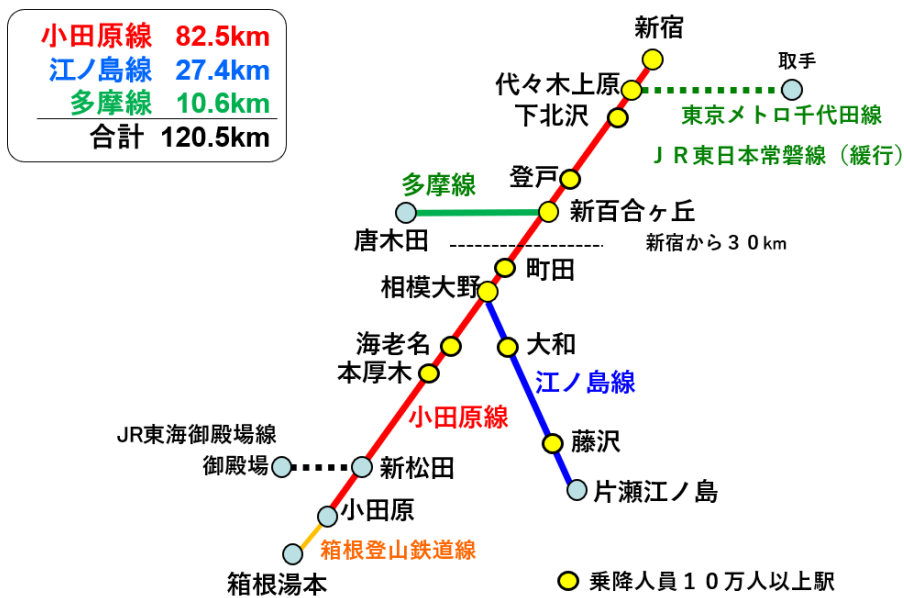 小田原線 82.5km
江ノ島線 27.4km
多摩線 10.6km
合計 120.5km
新宿
代々木上原
取手
下北沢
東京メトロ千代田線
ＪＲ東日本常磐線（緩行）
登戸
多摩線
新百合ヶ丘
唐木田
新宿から３０㎞
町田
相模大野
海老名
大和
本厚木
江ノ島線
小田原線
JR東海御殿場線
藤沢
御殿場
新松田
片瀬江ノ島
小田原
箱根登山鉄道線
箱根湯本
乗降人員１０万人以上駅